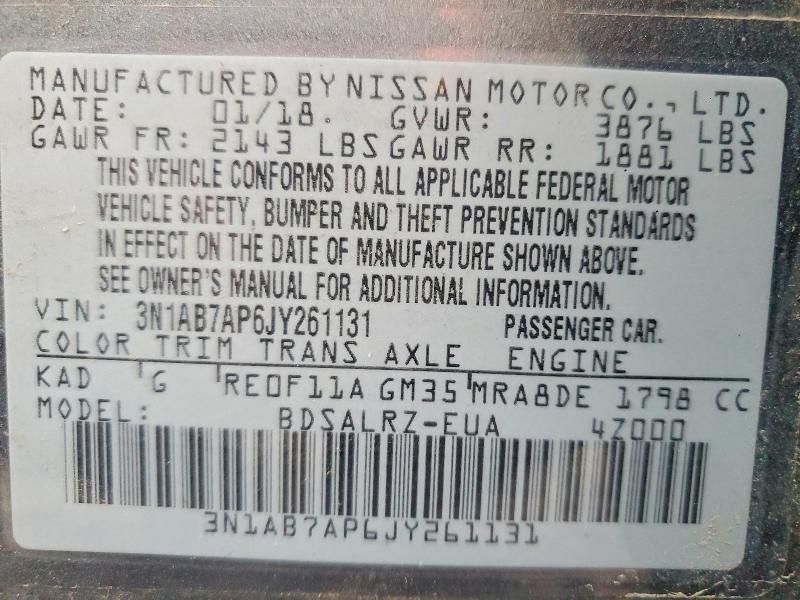 MANUFACTURED BY NISSAN MOTOR CO., LTD.
DATE: 01/18. GVWR: 3876 LBS
GAWR FR: 2143 LBS GAWR RR: 1881 LBS
THIS VEHICLE CONFORMS TO ALL APPLICABLE FEDERAL MOTOR
VEHICLE SAFETY, BUMPER AND THEFT PREVENTION STANDARDS
IN EFFECT ON THE DATE OF MANUFACTURE SHOWN ABOVE.
SEE OWNER'S MANUAL FOR ADDITIONAL INFORMATION.
VIN: 3N1AB7AP6JY261131 PASSENGER CAR.
COLOR TRIM TRANS AXLE ENGINE
KAD G RE0F11A GM35 MRA8DE 1798 CC
MODEL: BDSALRZ-EUA 4Z000
3N1AB7AP6JY261131